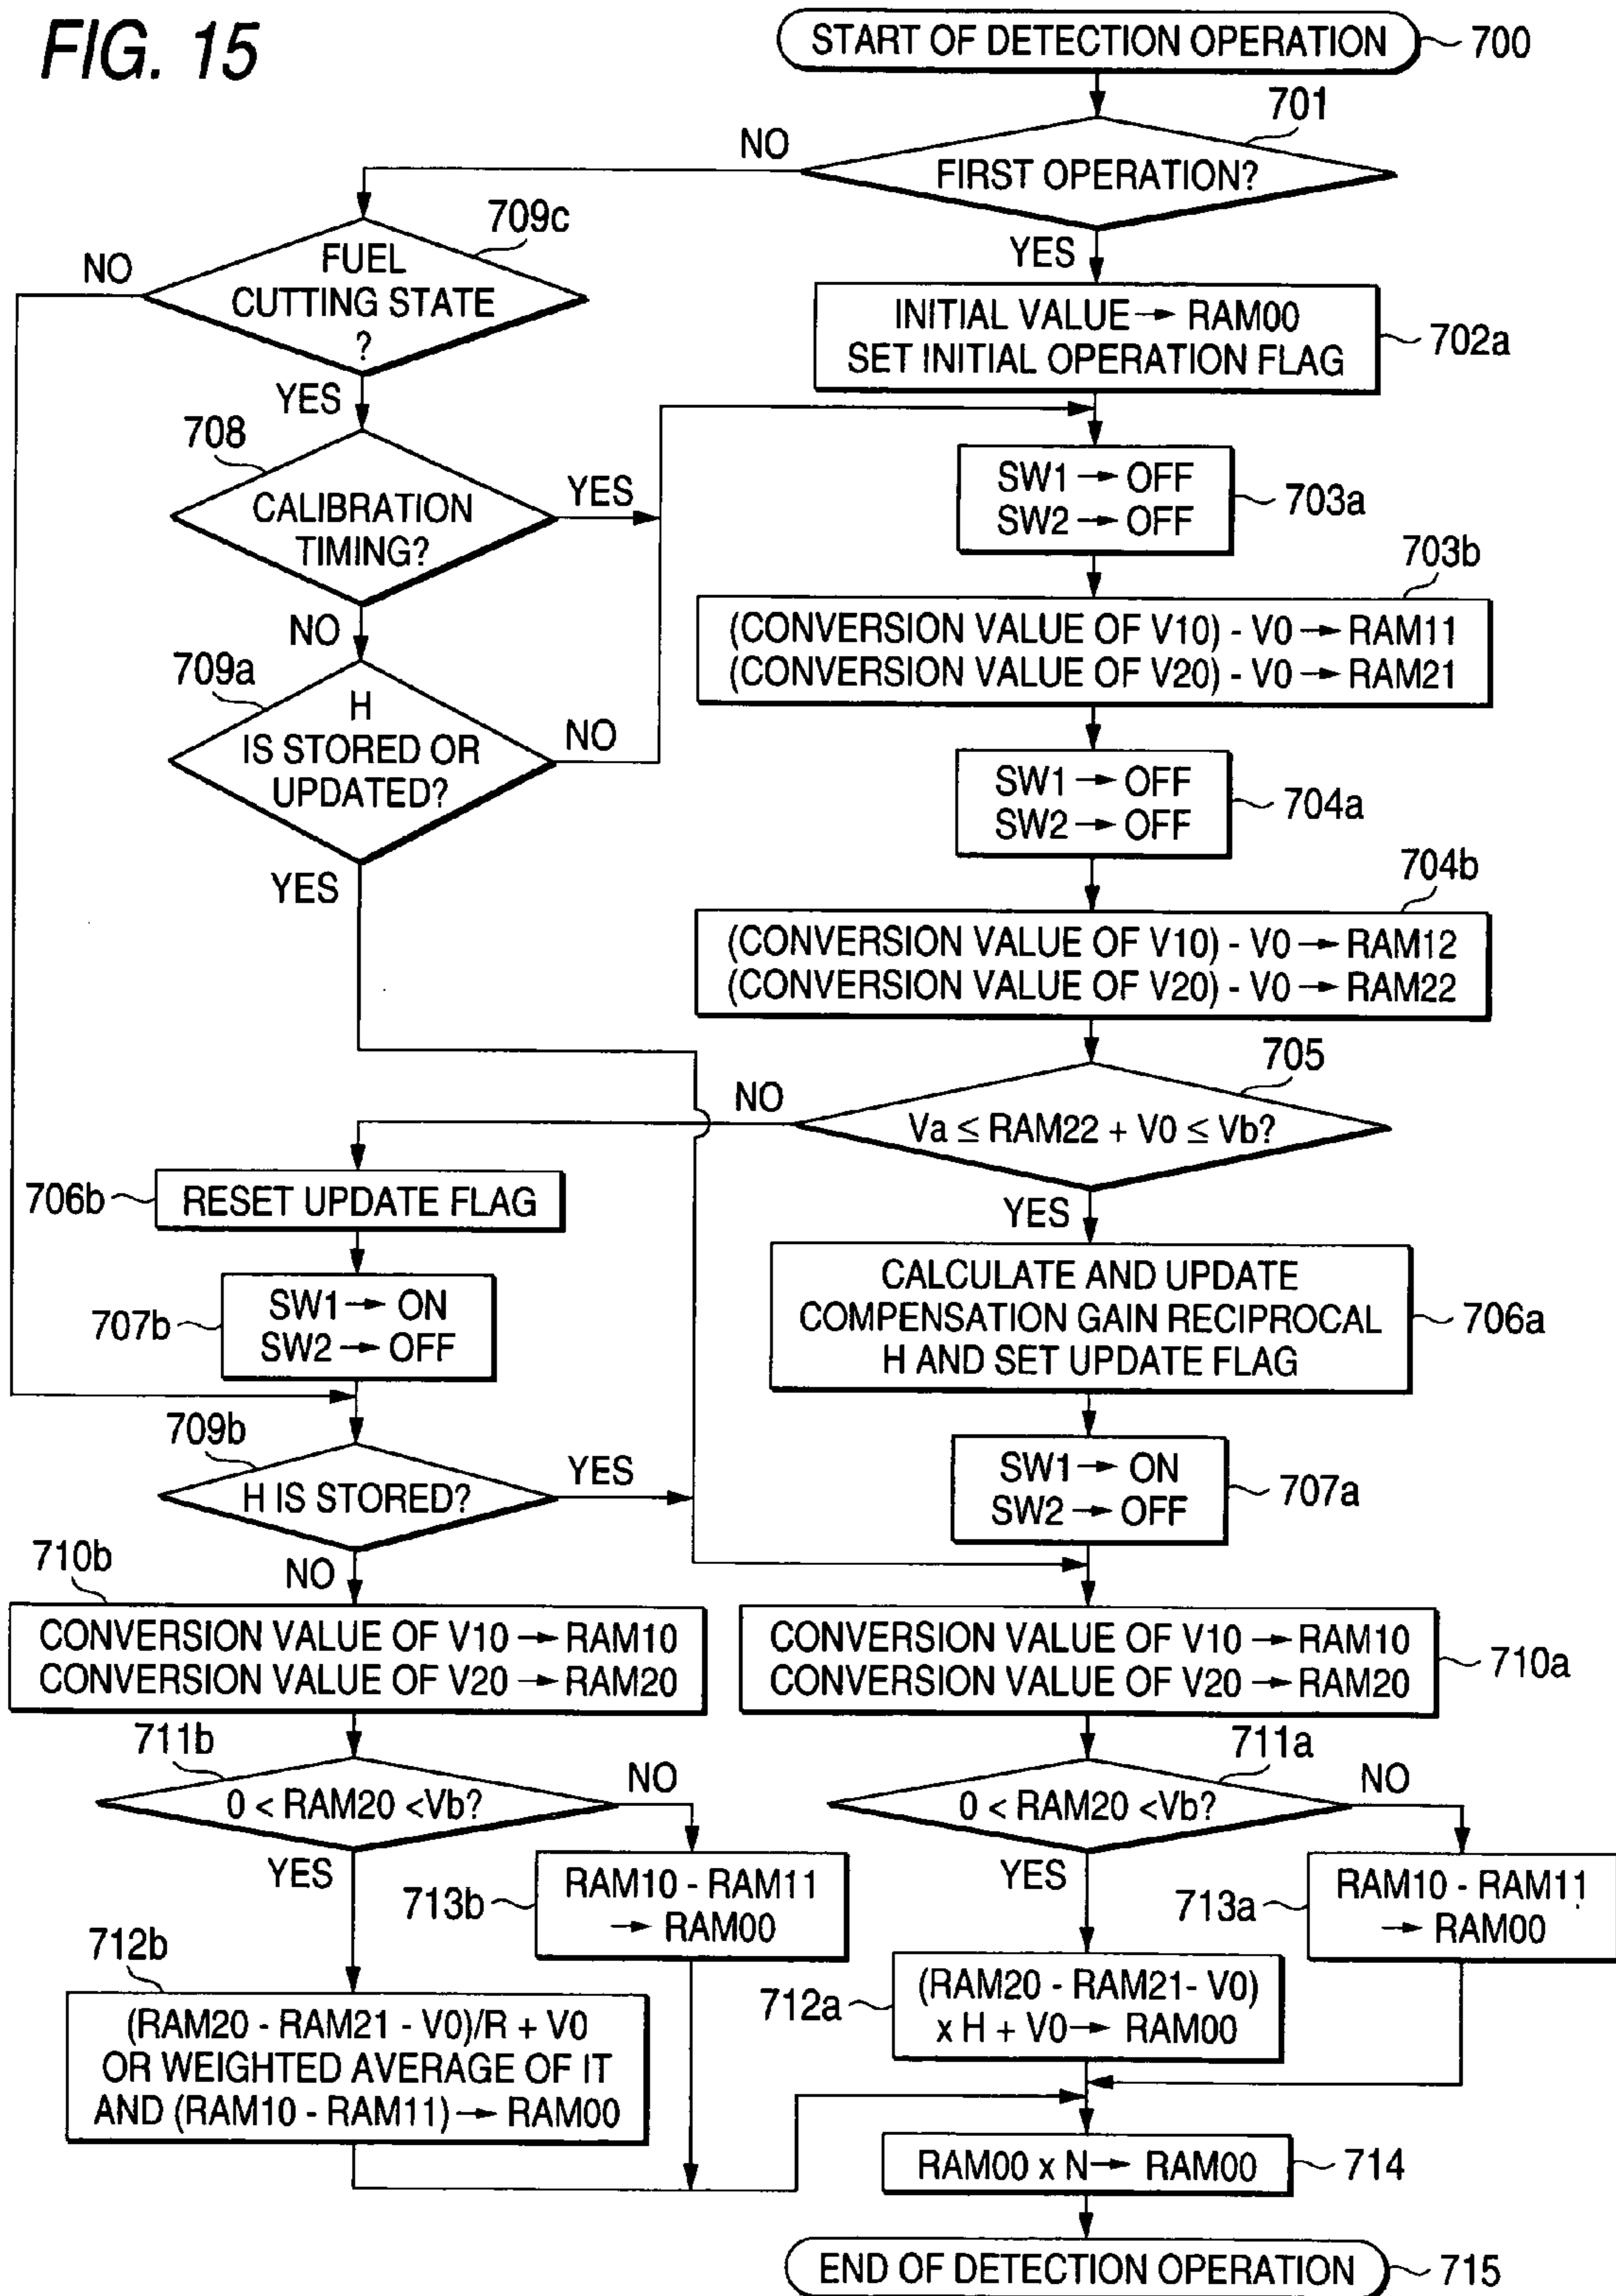 FIG. 15
START OF DETECTION OPERATION
700
701
FIRST OPERATION?
NO
YES
709c
FUEL
CUTTING STATE
?
NO
YES
INITIAL VALUE → RAM00
SET INITIAL OPERATION FLAG
702a
708
CALIBRATION
TIMING?
YES
NO
SW1 → OFF
SW2 → OFF
703a
703b
(CONVERSION VALUE OF V10) - V0 → RAM11
(CONVERSION VALUE OF V20) - V0 → RAM21
709a
H
IS STORED OR
UPDATED?
NO
YES
SW1 → OFF
SW2 → OFF
704a
704b
(CONVERSION VALUE OF V10) - V0 → RAM12
(CONVERSION VALUE OF V20) - V0 → RAM22
705
Va ≤ RAM22 + V0 ≤ Vb?
NO
YES
706b
RESET UPDATE FLAG
707b
SW1 → ON
SW2 → OFF
CALCULATE AND UPDATE
COMPENSATION GAIN RECIPROCAL
H AND SET UPDATE FLAG
706a
709b
H IS STORED?
YES
NO
SW1 → ON
SW2 → OFF
707a
710b
CONVERSION VALUE OF V10 → RAM10
CONVERSION VALUE OF V20 → RAM20
CONVERSION VALUE OF V10 → RAM10
CONVERSION VALUE OF V20 → RAM20
710a
711b
0 < RAM20 <Vb?
NO
YES
711a
0 < RAM20 <Vb?
NO
YES
713b
RAM10 - RAM11
→ RAM00
713a
RAM10 - RAM11
→ RAM00
712b
(RAM20 - RAM21 - V0)/R + V0
OR WEIGHTED AVERAGE OF IT
AND (RAM10 - RAM11) → RAM00
712a
(RAM20 - RAM21- V0)
x H + V0 → RAM00
RAM00 x N → RAM00
714
END OF DETECTION OPERATION
715